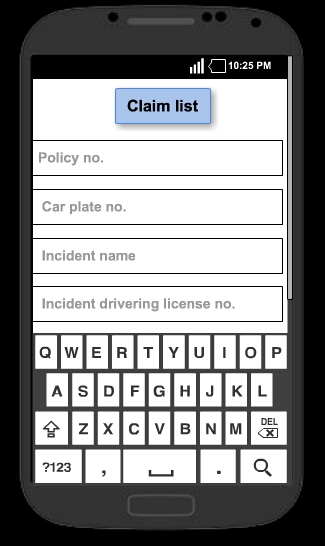 10:25 PM
Claim list
Policy no.
Car plate no.
Incident name
Incident drivering license no.
Q W E R T Y U I O P
A S D F G H J K L
Z X C V B N M DEL
?123 , .